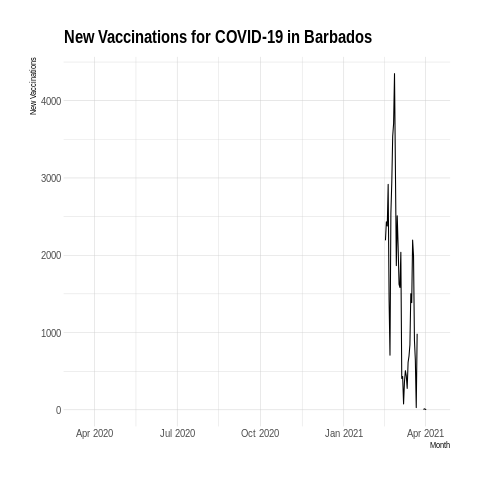 New Vaccinations for COVID-19 in Barbados
New Vaccinations
4000
3000
2000
1000
0
Apr 2020 Jul 2020 Oct 2020 Jan 2021 Apr 2021
Month